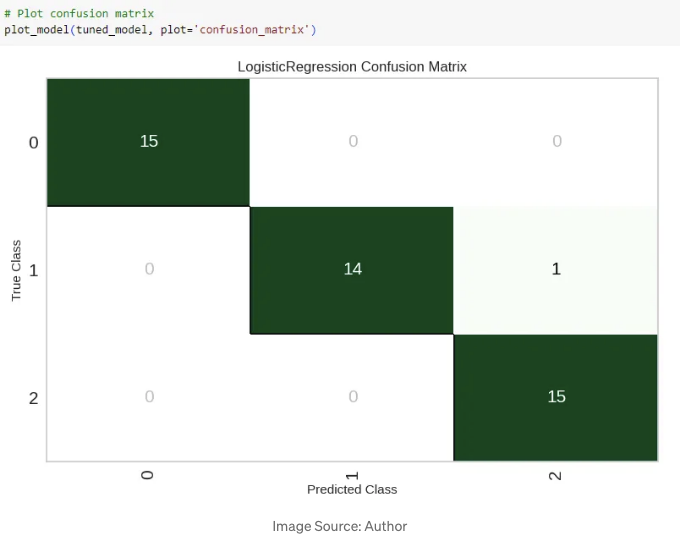 # Plot confusion matrix
plot_model(tuned_model, plot='confusion_matrix')
LogisticRegression Confusion Matrix
0 15 0 0
True Class
1 0 14 1
2 0 0 15
0 1 2
Predicted Class
Image Source: Author